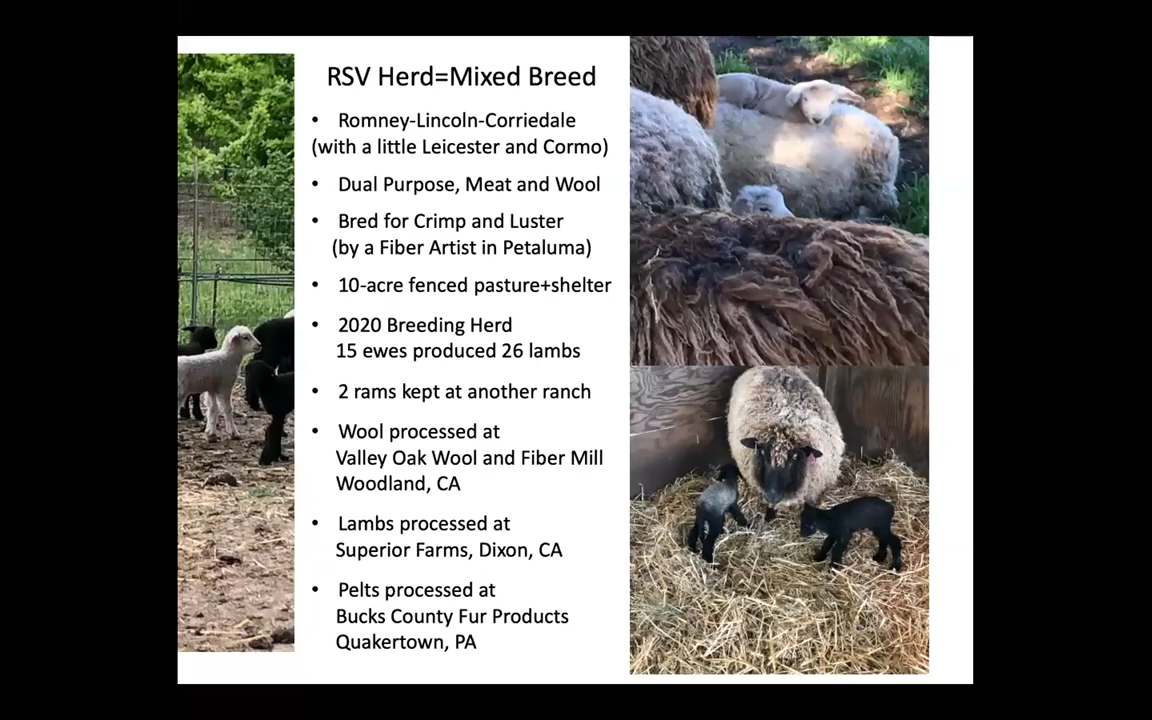 RSV Herd=Mixed Breed
• Romney-Lincoln-Corriedale
(with a little Leicester and Cormo)
• Dual Purpose, Meat and Wool
• Bred for Crimp and Luster
(by a Fiber Artist in Petaluma)
• 10-acre fenced pasture+shelter
• 2020 Breeding Herd
15 ewes produced 26 lambs
• 2 rams kept at another ranch
• Wool processed at
Valley Oak Wool and Fiber Mill
Woodland, CA
• Lambs processed at
Superior Farms, Dixon, CA
• Pelts processed at
Bucks County Fur Products
Quakertown, PA